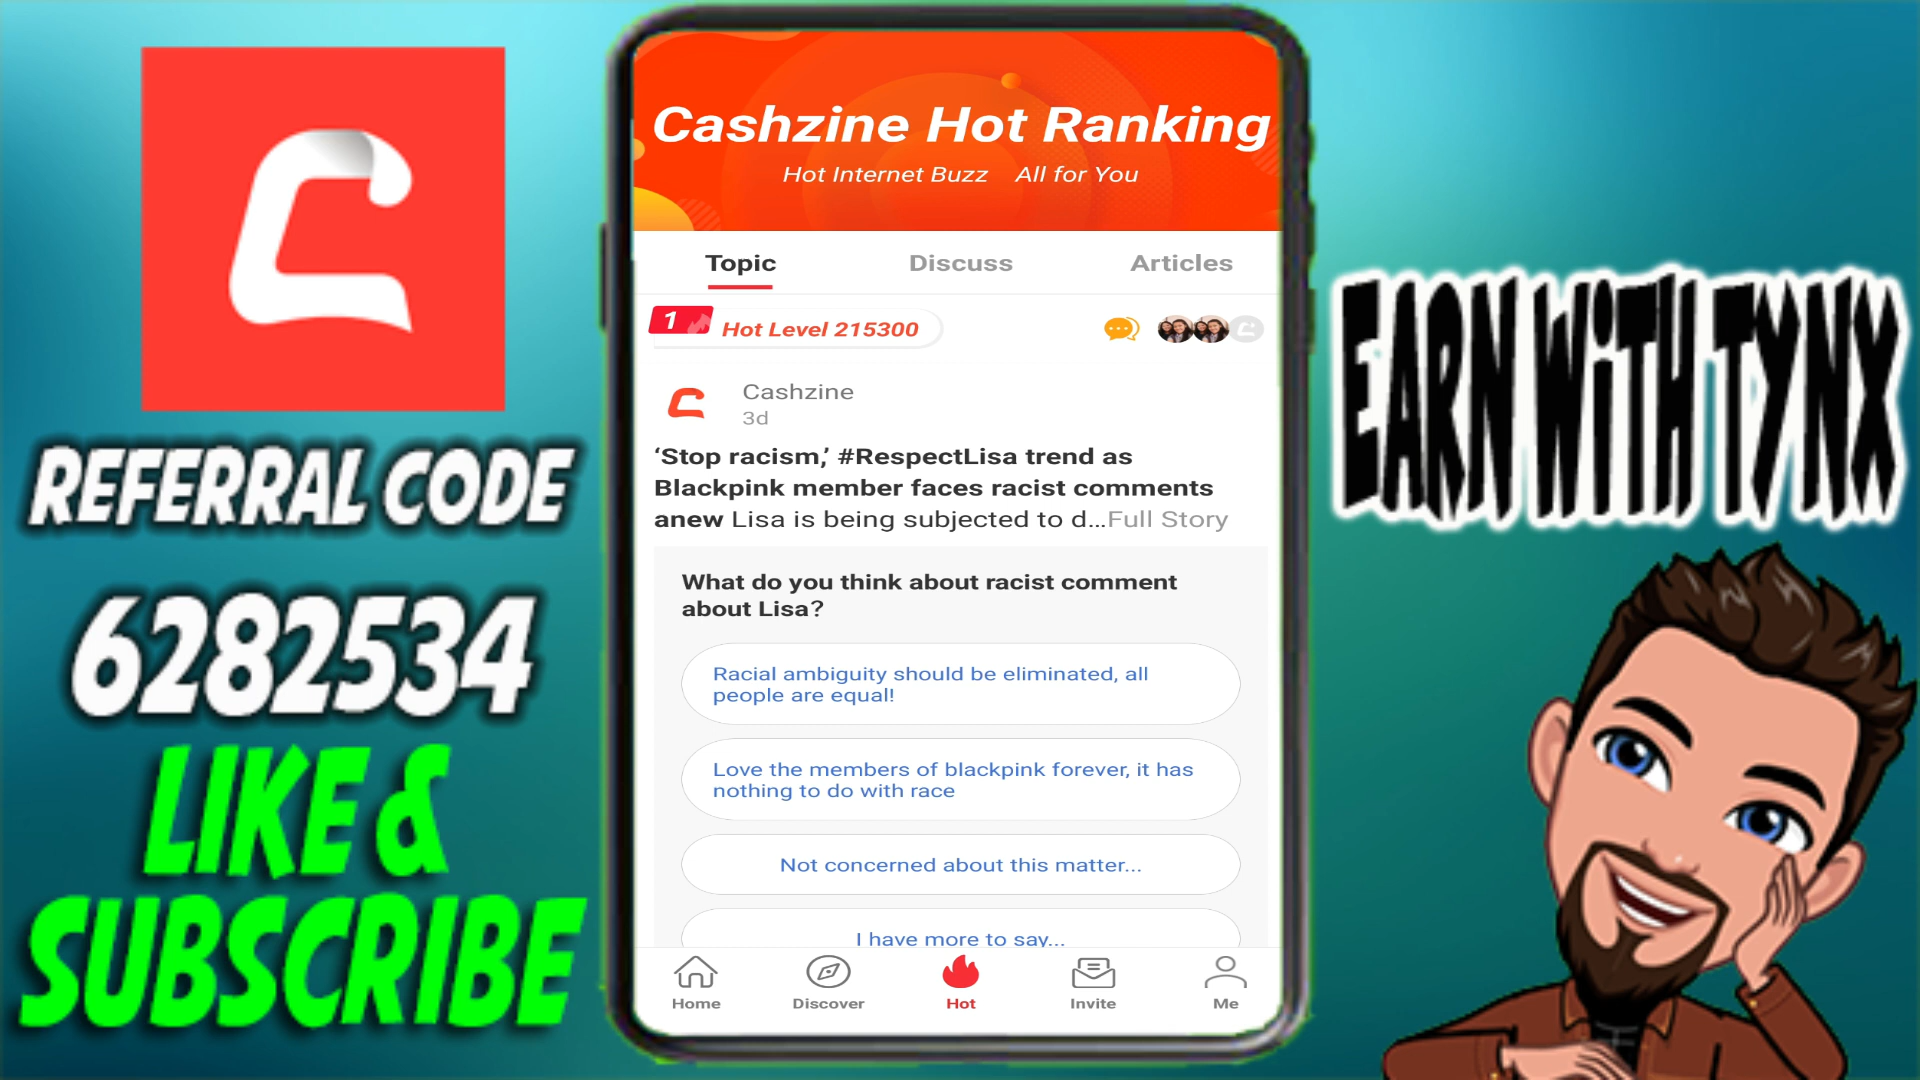 REFERRAL CODE
6282534
LIKE &
SUBSCRIBE
Cashzine Hot Ranking
Hot Internet Buzz All for You
Topic Discuss Articles
1 Hot Level 215300
Cashzine
3d
‘Stop racism,’ #RespectLisa trend as
Blackpink member faces racist comments
anew Lisa is being subjected to d...Full Story
What do you think about racist comment
about Lisa?
Racial ambiguity should be eliminated, all
people are equal!
Love the members of blackpink forever, it has
nothing to do with race
Not concerned about this matter...
I have more to say...
Home Discover Hot Invite Me
EARN WiTH TYNX